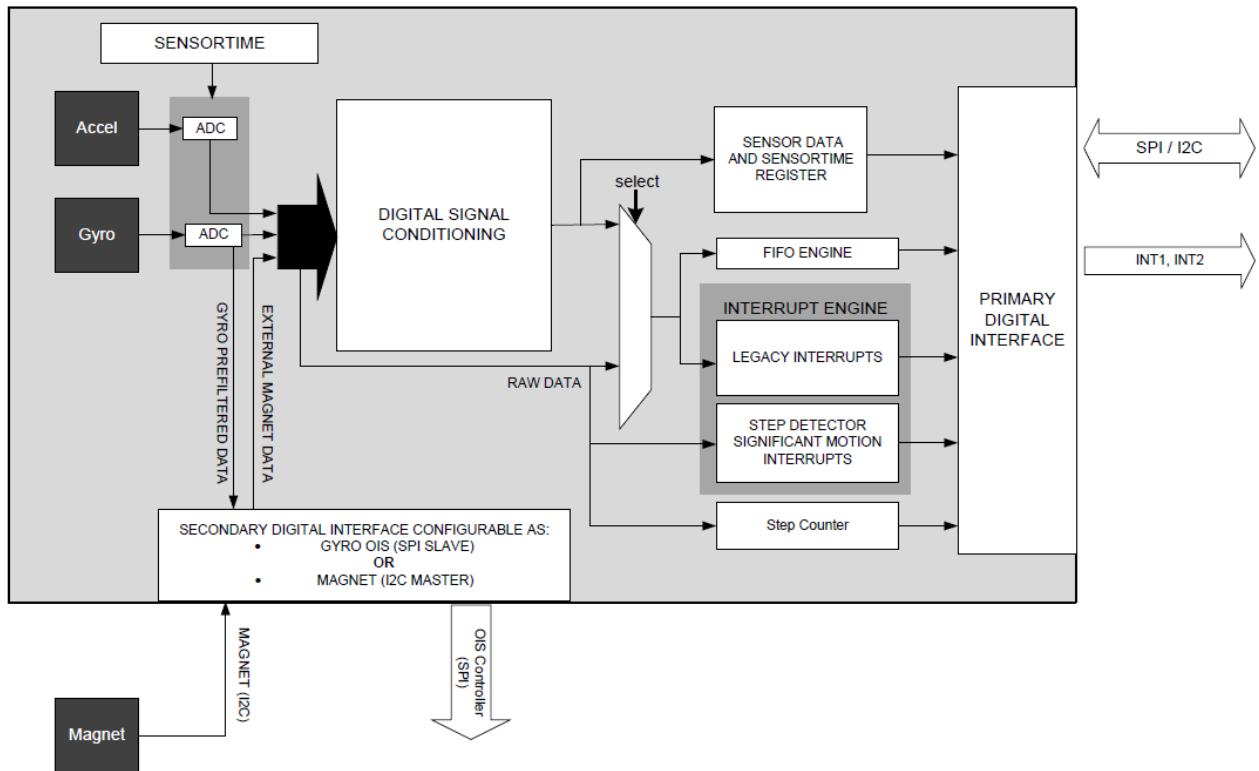 SENSORTIME
Accel
ADC
Gyro
ADC
DIGITAL SIGNAL
CONDITIONING
select
SENSOR DATA
AND SENSORTIME
REGISTER
FIFO ENGINE
INTERRUPT ENGINE
LEGACY INTERRUPTS
STEP DETECTOR
SIGNIFICANT MOTION
INTERRUPTS
Step Counter
PRIMARY
DIGITAL
INTERFACE
SPI / I2C
INT1, INT2
RAW DATA
GYRO PREFILTERED DATA
EXTERNAL MAGNET DATA
SECONDARY DIGITAL INTERFACE CONFIGURABLE AS:
• GYRO OIS (SPI SLAVE)
OR
• MAGNET (I2C MASTER)
MAGNET (I2C)
OIS Controller
(SPI)
Magnet